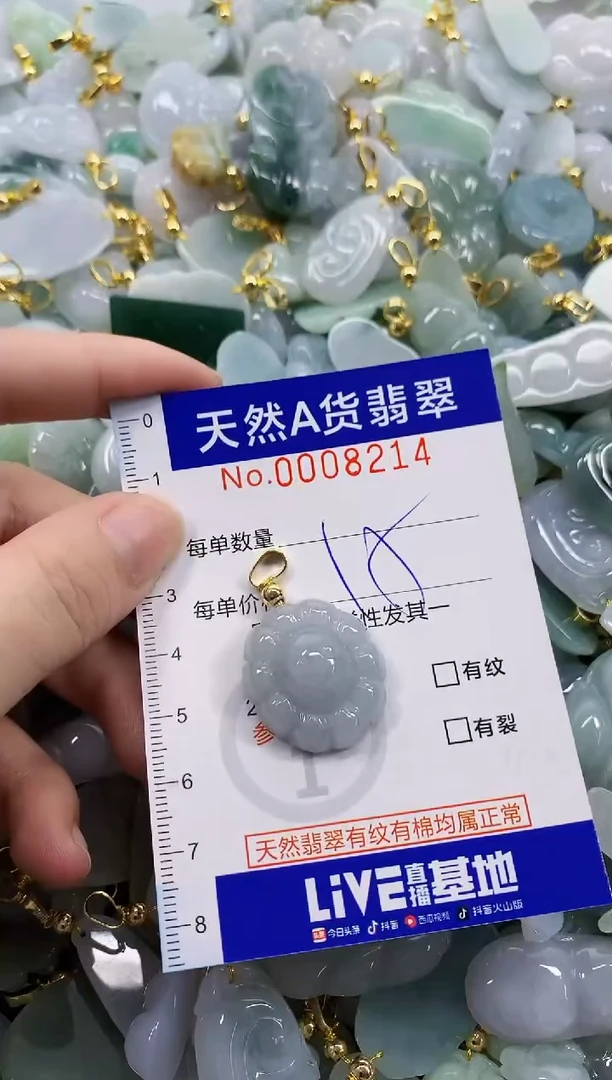 天然A货翡翠
No.0008214
0
1
每单数量
3
每单价
性发其一
4
有纹
5
2
参
有裂
6
天然翡翠有纹有棉均属正常
7
LiVE直播基地
8
头条 今日头条 抖音 西瓜视频 抖音火山版